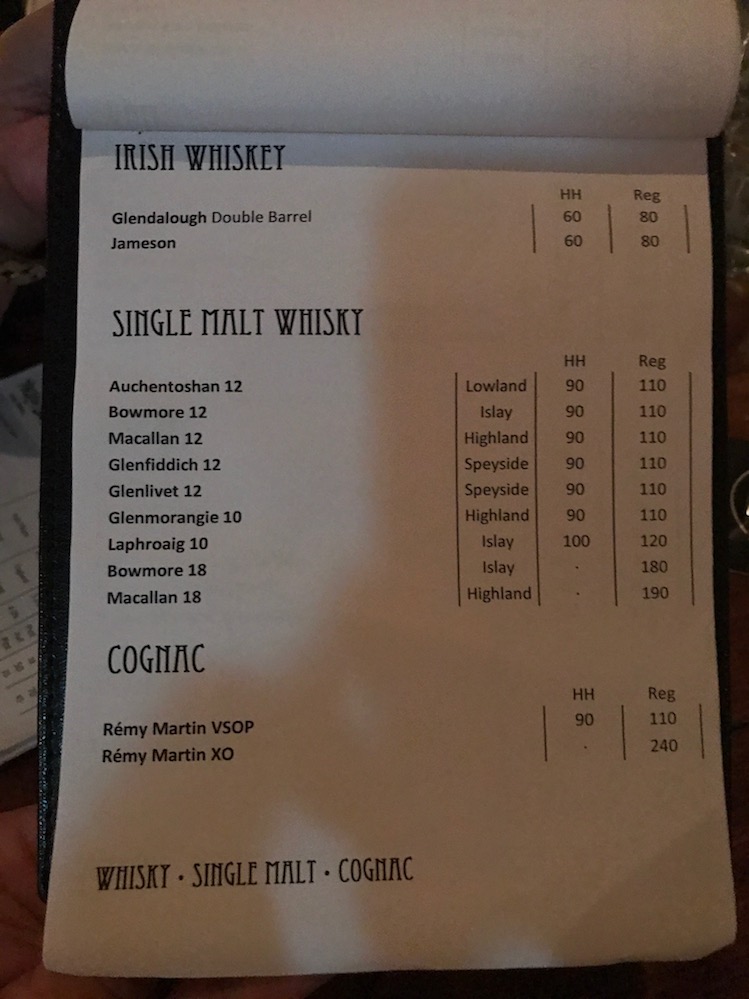 IRISH WHISKEY
HH Reg
Glendalough Double Barrel 60 80
Jameson 60 80
SINGLE MALT WHISKY
HH Reg
Auchentoshan 12 Lowland 90 110
Bowmore 12 Islay 90 110
Macallan 12 Highland 90 110
Glenfiddich 12 Speyside 90 110
Glenlivet 12 Speyside 90 110
Glenmorangie 10 Highland 90 110
Laphroaig 10 Islay 100 120
Bowmore 18 Islay · 180
Macallan 18 Highland · 190
COGNAC
HH Reg
Rémy Martin VSOP 90 110
Rémy Martin XO · 240
WHISKY · SINGLE MALT · COGNAC